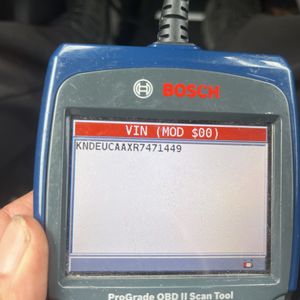 BOSCH
VIN (MOD $00)
KNDEUCAAXR7471449
ProGrade OBD II Scan Tool